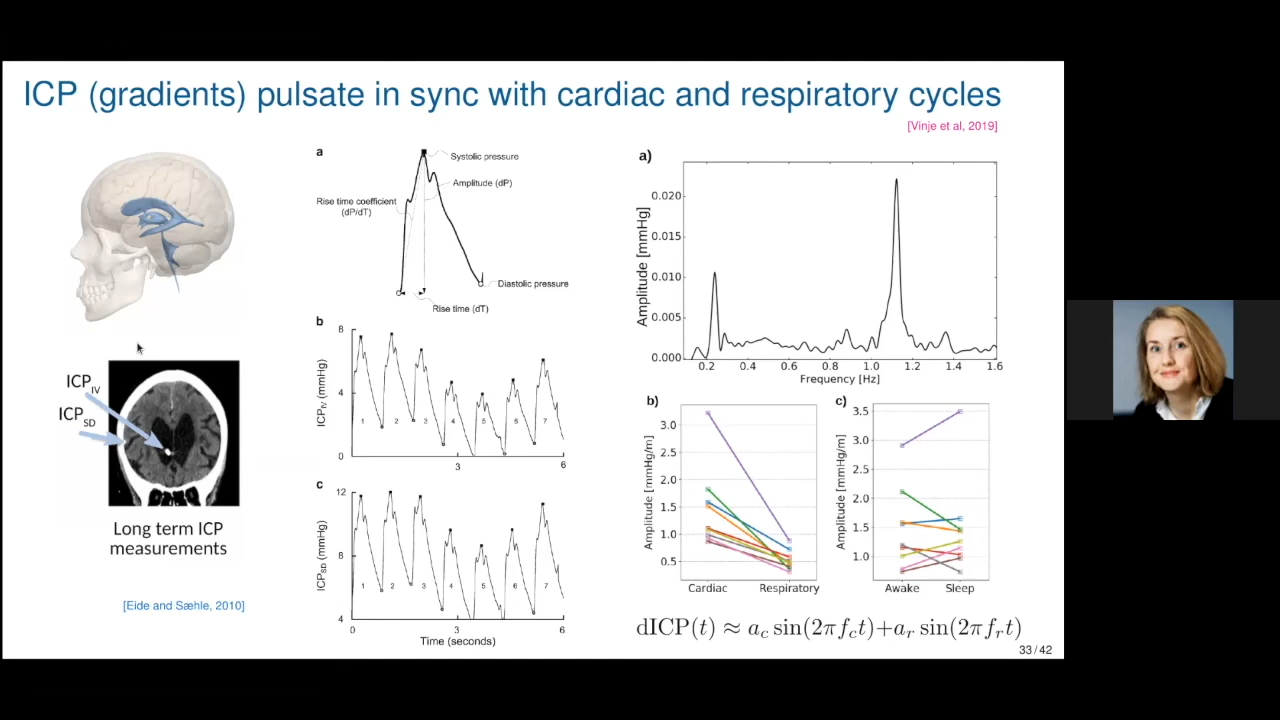 ICP (gradients) pulsate in sync with cardiac and respiratory cycles
[Vinje et al, 2019]
ICP_IV
ICP_SD
Long term ICP
measurements
[Eide and Sæhle, 2010]
a
Systolic pressure
Amplitude (dP)
Rise time coefficient
(dP/dT)
Diastolic pressure
Rise time (dT)
b
ICP_IV (mmHg)
8
4
0
1 2 3 4 5 6 7
3 6
c
ICP_SD (mmHg)
12
8
4
1 2 3 4 5 6 7
0 3 6
Time (seconds)
a)
Amplitude [mmHg]
0.020
0.015
0.010
0.005
0.000
0.2 0.4 0.6 0.8 1.0 1.2 1.4 1.6
Frequency [Hz]
b)
Amplitude [mmHg/m]
3.0
2.5
2.0
1.5
1.0
0.5
Cardiac Respiratory
c)
Amplitude [mmHg/m]
3.5
3.0
2.5
2.0
1.5
1.0
Awake Sleep
dICP(t) ≈ a_c sin(2πf_c t)+a_r sin(2πf_r t)
33 / 42